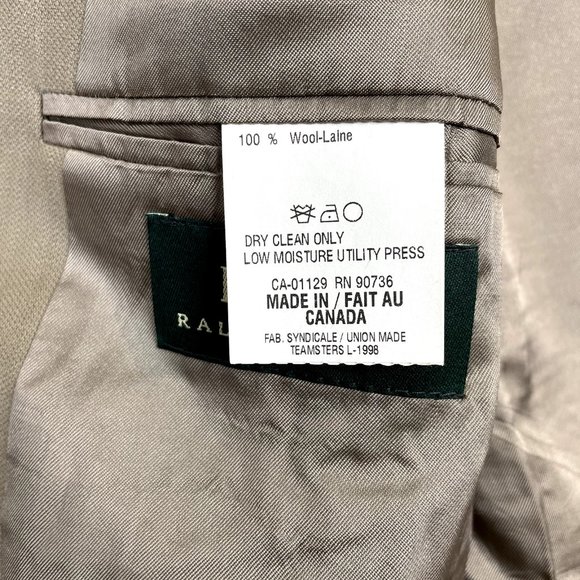 100 % Wool-Laine
DRY CLEAN ONLY
LOW MOISTURE UTILITY PRESS
CA-01129 RN 90736
MADE IN / FAIT AU
CANADA
FAB. SYNDICALE / UNION MADE
TEAMSTERS L-1998
RAL